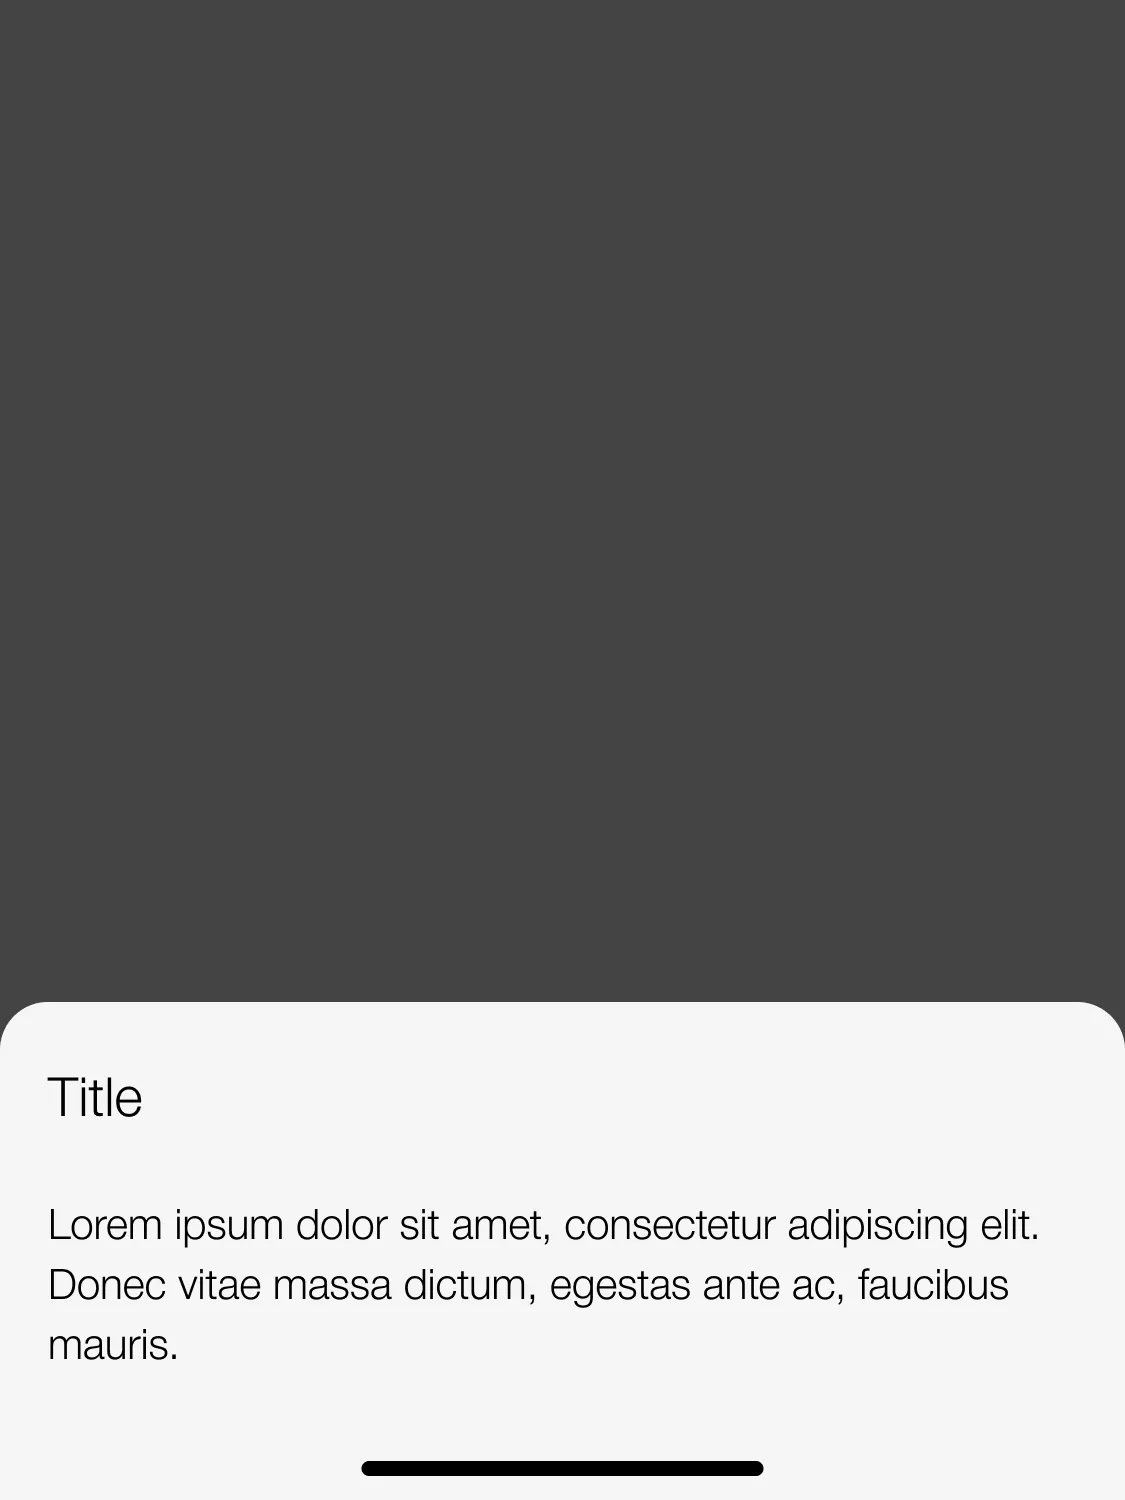 Title
Lorem ipsum dolor sit amet, consectetur adipiscing elit.
Donec vitae massa dictum, egestas ante ac, faucibus
mauris.